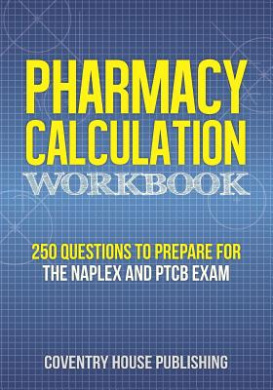 PHARMACY
CALCULATION
WORKBOOK
250 QUESTIONS TO PREPARE FOR
THE NAPLEX AND PTCB EXAM
COVENTRY HOUSE PUBLISHING